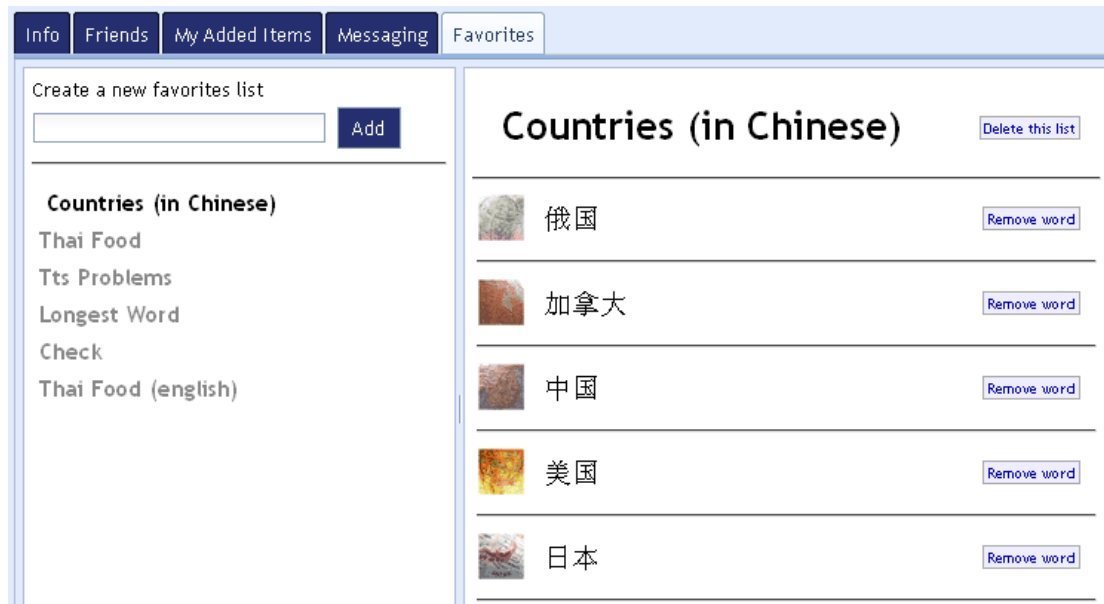 Info Friends My Added Items Messaging Favorites
Create a new favorites list
Add
Countries (in Chinese)
Thai Food
Tts Problems
Longest Word
Check
Thai Food (english)
Countries (in Chinese) Delete this list
俄国 Remove word
加拿大 Remove word
中国 Remove word
美国 Remove word
日本 Remove word